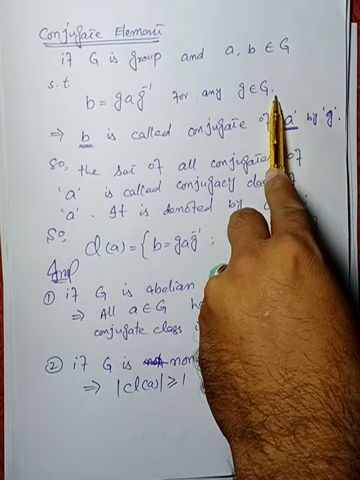 Conjugate Element
if G is group and a, b ∈ G
s.t
b = gag⁻¹ For any g ∈ G.
⇒ b is called conjugate of 'a' by 'g'.
So, the set of all conjugates of
'a' is called conjugacy class of
'a'. It is denoted by
So,
Cl(a) = { b = gag⁻¹ ;
Imp
① if G is abelian
⇒ All a ∈ G
conjugate class
② if G is non
⇒ |Cl(a)| ≥ 1